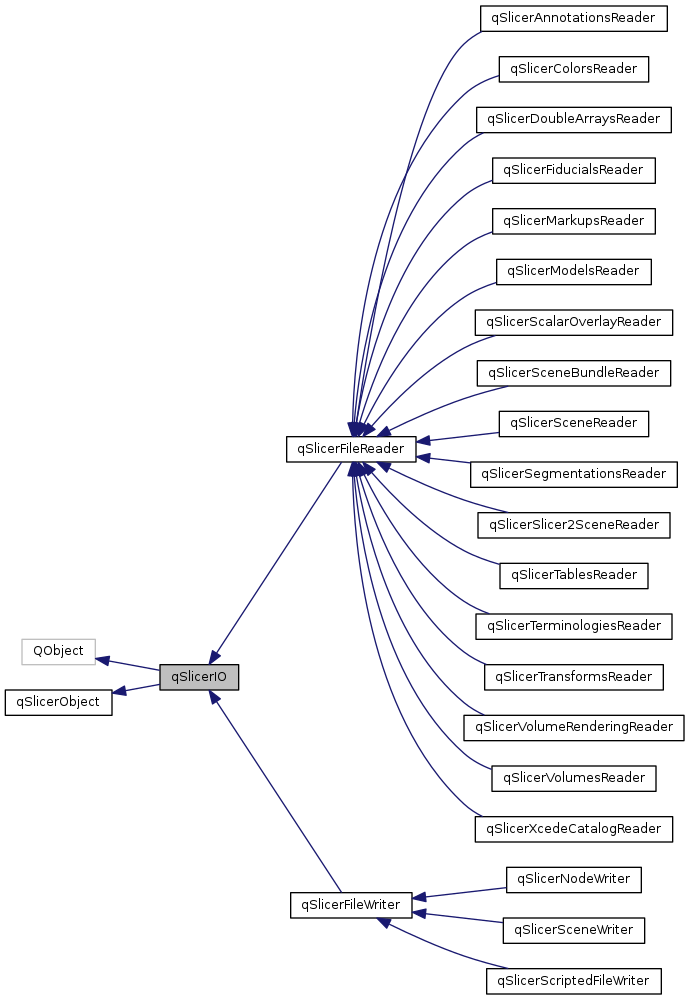 qSlicerAnnotationsReader
qSlicerColorsReader
qSlicerDoubleArraysReader
qSlicerFiducialsReader
qSlicerMarkupsReader
qSlicerModelsReader
qSlicerScalarOverlayReader
qSlicerSceneBundleReader
qSlicerSceneReader
qSlicerFileReader
qSlicerSegmentationsReader
qSlicerSlicer2SceneReader
qSlicerTablesReader
qSlicerTerminologiesReader
QObject
qSlicerIO
qSlicerTransformsReader
qSlicerObject
qSlicerVolumeRenderingReader
qSlicerVolumesReader
qSlicerXcedeCatalogReader
qSlicerNodeWriter
qSlicerFileWriter
qSlicerSceneWriter
qSlicerScriptedFileWriter